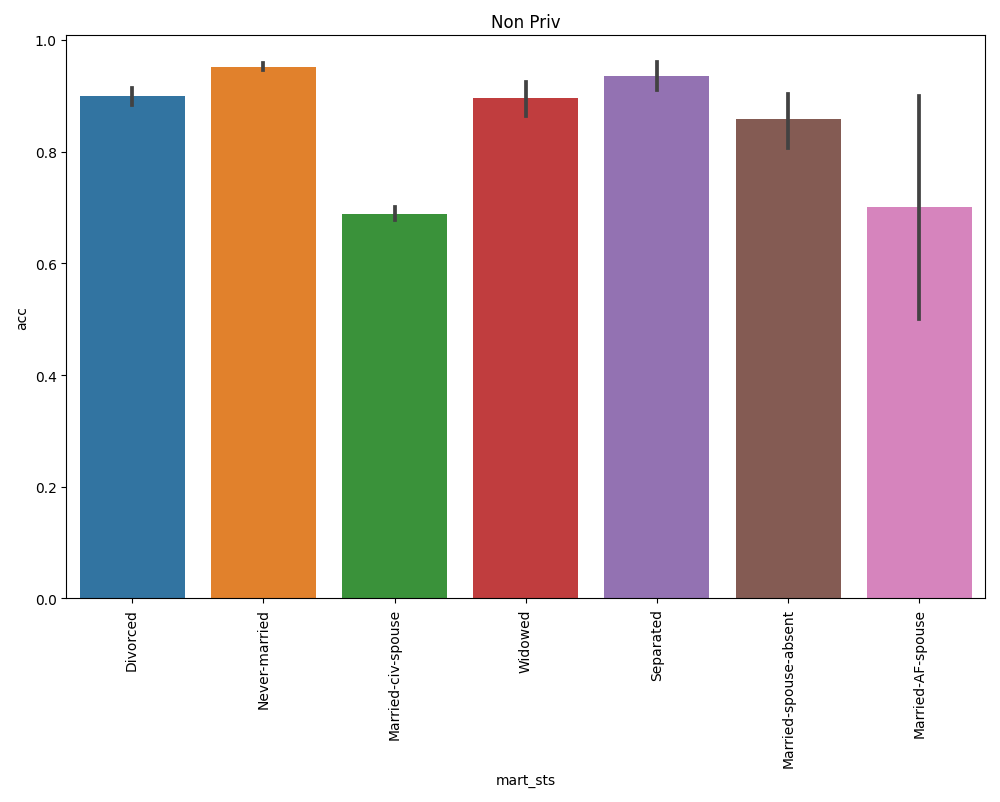 Non Priv
1.0
0.8
0.6
0.4
0.2
0.0
acc
Divorced
Never-married
Married-civ-spouse
Widowed
Separated
Married-spouse-absent
Married-AF-spouse
mart_sts